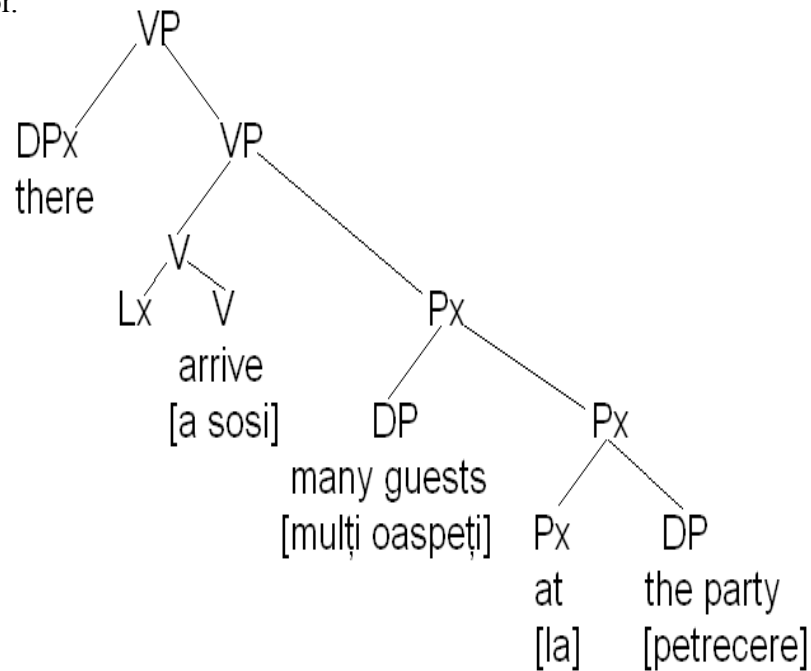 or.
VP
DPx VP
there
V
Lx V Px
arrive
[a sosi] DP Px
many guests
[mulți oaspeți] Px DP
at the party
[la] [petrecere]